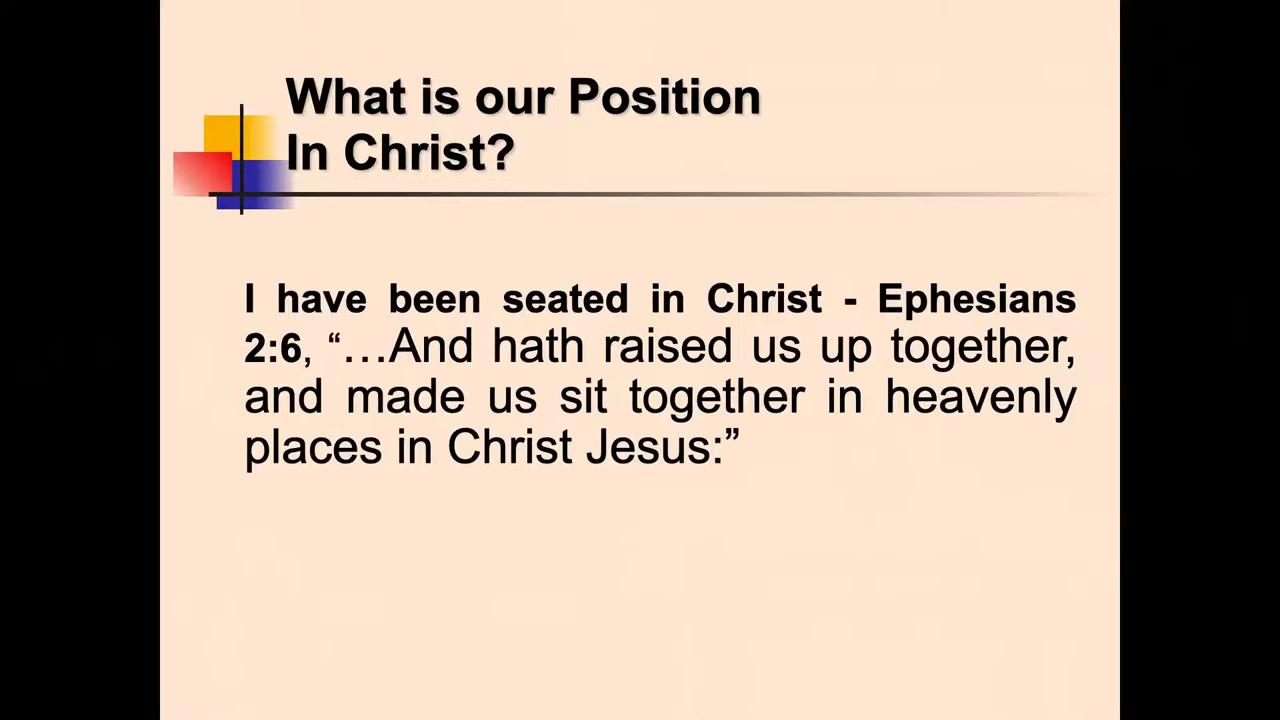 What is our Position
In Christ?
I have been seated in Christ - Ephesians
2:6, “…And hath raised us up together,
and made us sit together in heavenly
places in Christ Jesus:”